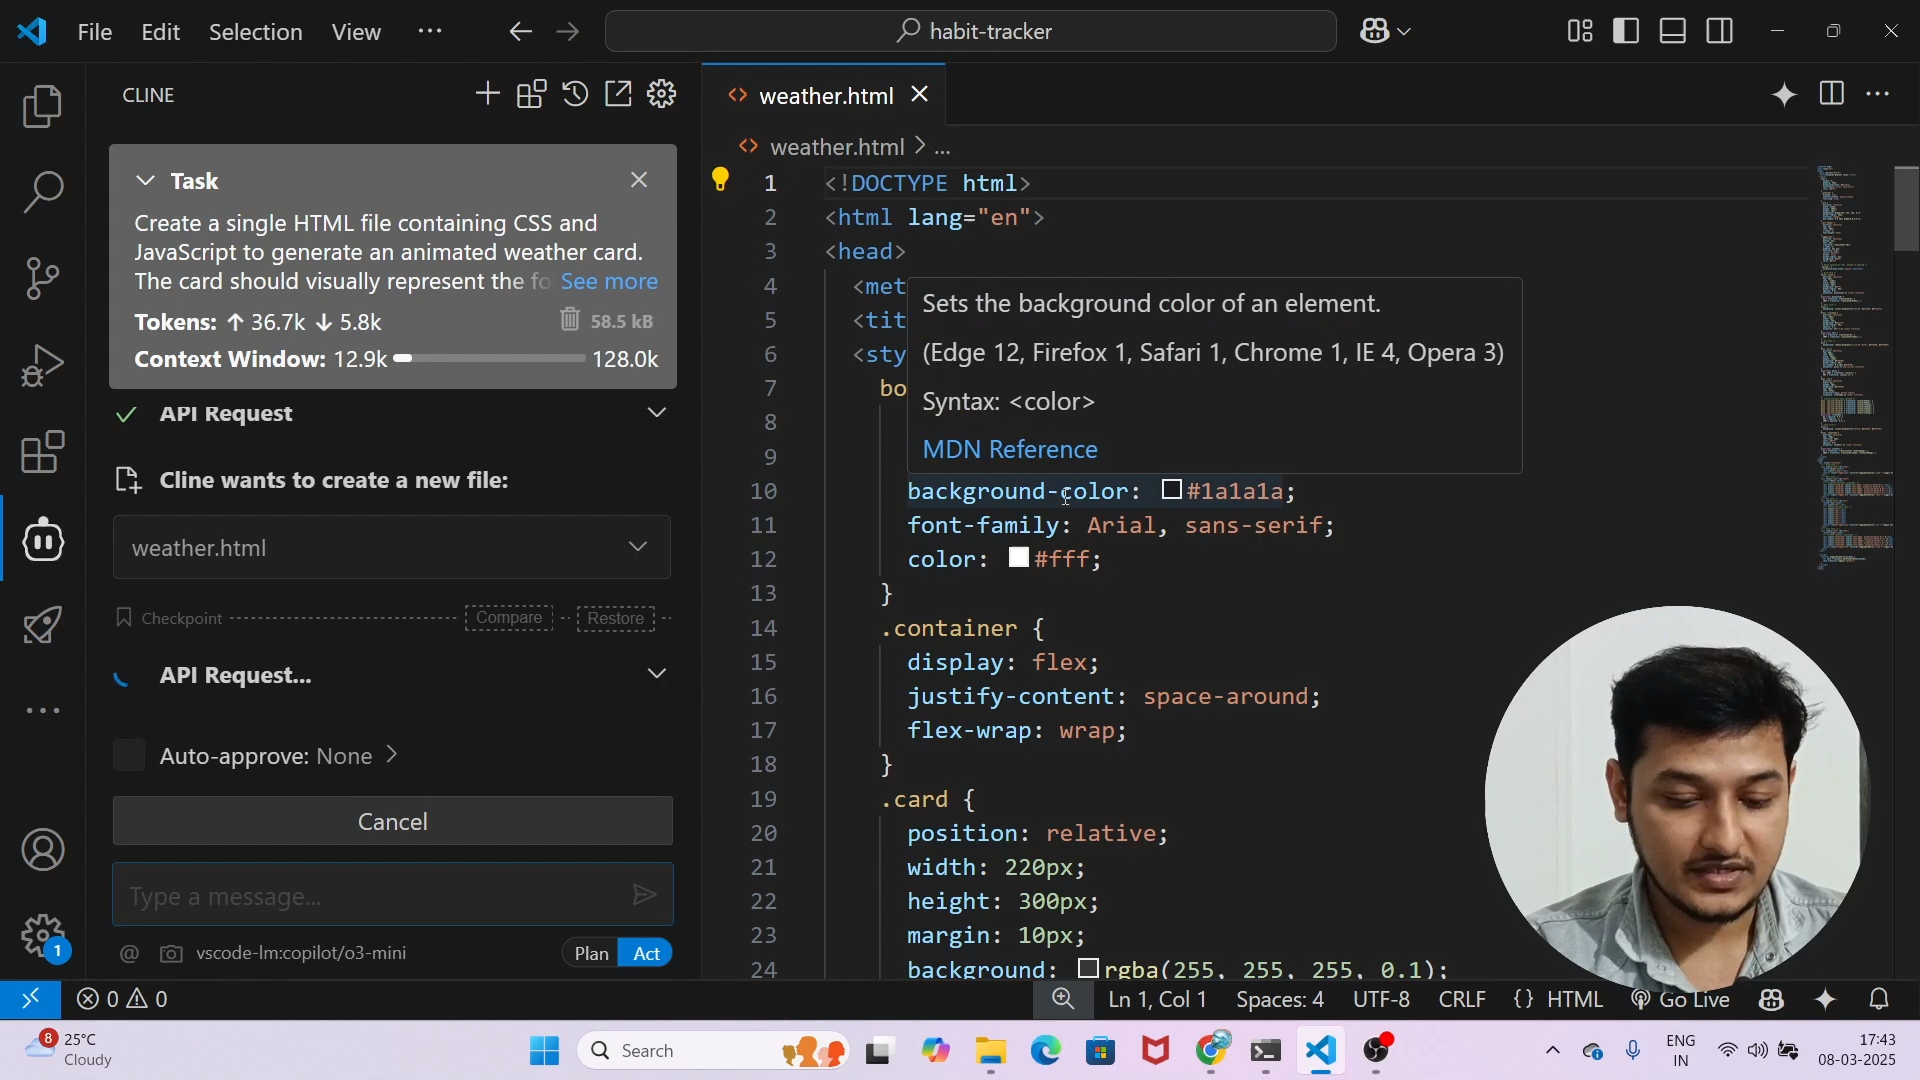 File Edit Selection View ...
habit-tracker
CLINE
Task
Create a single HTML file containing CSS and
JavaScript to generate an animated weather card.
The card should visually represent the fo See more
Tokens: ↑ 36.7k ↓ 5.8k 58.5 kB
Context Window: 12.9k 128.0k
API Request
Cline wants to create a new file:
weather.html
Checkpoint Compare Restore
API Request...
Auto-approve: None >
Cancel
Type a message...
@ vscode-lm:copilot/o3-mini Plan Act
1
weather.html
<> weather.html > ...
1 <!DOCTYPE html>
2 <html lang="en">
3 <head>
4 <met
5 <tit
6 <sty
7 bo
8
9
Sets the background color of an element.
(Edge 12, Firefox 1, Safari 1, Chrome 1, IE 4, Opera 3)
Syntax: <color>
MDN Reference
10 background-color: #1a1a1a;
11 font-family: Arial, sans-serif;
12 color: #fff;
13 }
14 .container {
15 display: flex;
16 justify-content: space-around;
17 flex-wrap: wrap;
18 }
19 .card {
20 position: relative;
21 width: 220px;
22 height: 300px;
23 margin: 10px;
24 background: rgba(255, 255, 255, 0.1);
0 0 Ln 1, Col 1 Spaces: 4 UTF-8 CRLF {} HTML Go Live
8
25°C
Cloudy
Search
ENG
IN
17:43
08-03-2025